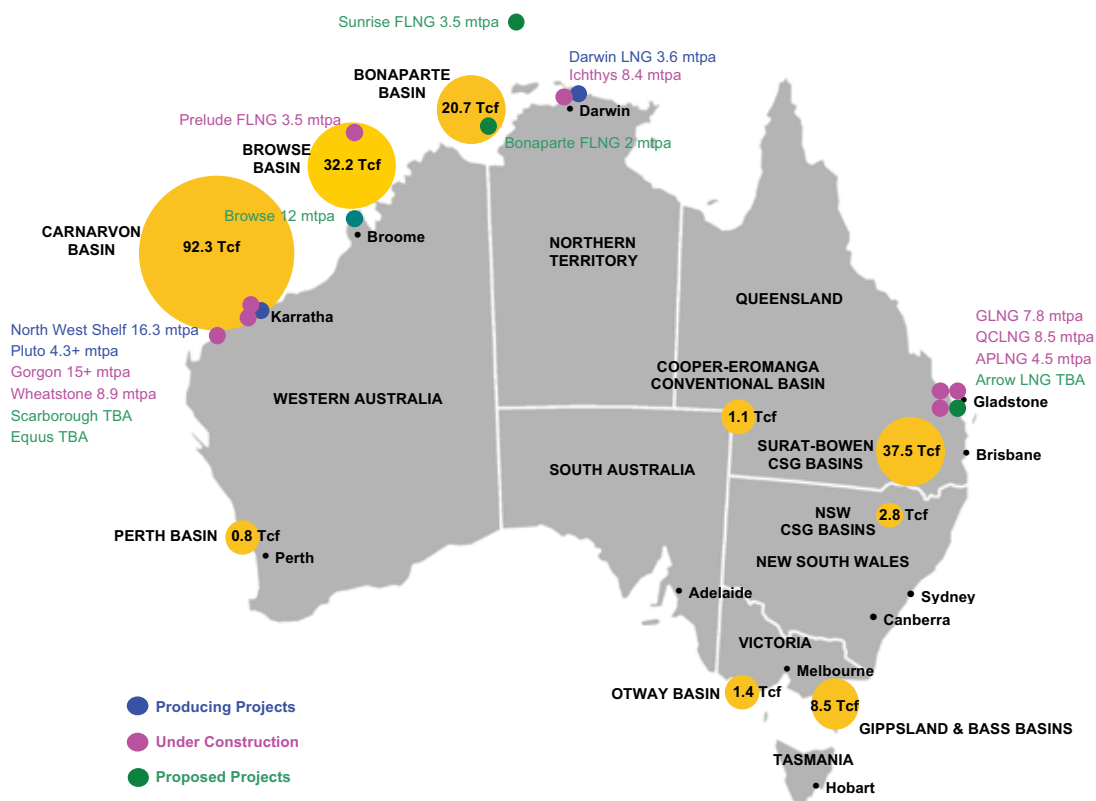 Sunrise FLNG 3.5 mtpa
Darwin LNG 3.6 mtpa
Ichthys 8.4 mtpa
BONAPARTE
BASIN
20.7 Tcf
Darwin
Prelude FLNG 3.5 mtpa
Bonaparte FLNG 2 mtpa
BROWSE
BASIN
32.2 Tcf
Browse 12 mtpa
Broome
CARNARVON
BASIN
92.3 Tcf
NORTHERN
TERRITORY
QUEENSLAND
Karratha
North West Shelf 16.3 mtpa
Pluto 4.3+ mtpa
Gorgon 15+ mtpa
Wheatstone 8.9 mtpa
Scarborough TBA
Equus TBA
GLNG 7.8 mtpa
QCLNG 8.5 mtpa
APLNG 4.5 mtpa
Arrow LNG TBA
Gladstone
COOPER-EROMANGA
CONVENTIONAL BASIN
1.1 Tcf
WESTERN AUSTRALIA
SURAT-BOWEN
CSG BASINS
37.5 Tcf
Brisbane
SOUTH AUSTRALIA
NSW
CSG BASINS
2.8 Tcf
PERTH BASIN
0.8 Tcf
Perth
NEW SOUTH WALES
Adelaide
Sydney
Canberra
VICTORIA
Melbourne
OTWAY BASIN
1.4 Tcf
8.5 Tcf
GIPPSLAND & BASS BASINS
TASMANIA
Hobart
Producing Projects
Under Construction
Proposed Projects